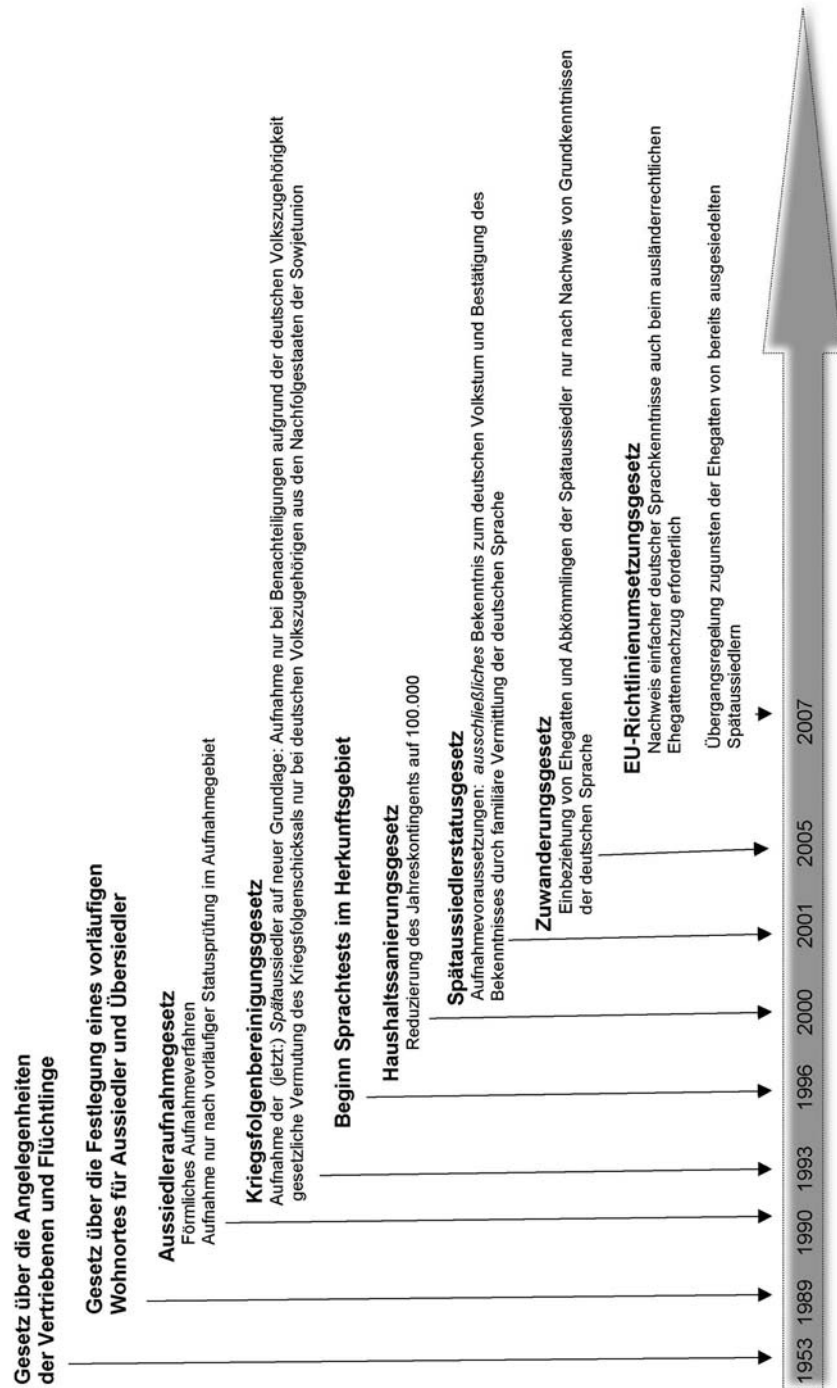 Gesetz über die Angelegenheiten
der Vertriebenen und Flüchtlinge
Gesetz über die Festlegung eines vorläufigen
Wohnortes für Aussiedler und Übersiedler
Aussiedleraufnahmegesetz
Förmliches Aufnahmeverfahren
Aufnahme nur nach vorläufiger Statusprüfung im Aufnahmegebiet
Kriegsfolgenbereinigungsgesetz
Aufnahme der (jetzt:) Spätaussiedler auf neuer Grundlage: Aufnahme nur bei Benachteiligungen aufgrund der deutschen Volkszugehörigkeit
gesetzliche Vermutung des Kriegsfolgenschicksals nur bei deutschen Volkszugehörigen aus den Nachfolgestaaten der Sowjetunion
Beginn Sprachtests im Herkunftsgebiet
Haushaltssanierungsgesetz
Reduzierung des Jahreskontingents auf 100.000
Spätaussiedlerstatusgesetz
Aufnahmevoraussetzungen: ausschließliches Bekenntnis zum deutschen Volkstum und Bestätigung des
Bekenntnisses durch familiäre Vermittlung der deutschen Sprache
Zuwanderungsgesetz
Einbeziehung von Ehegatten und Abkömmlingen der Spätaussiedler nur nach Nachweis von Grundkenntnissen
der deutschen Sprache
EU-Richtlinienumsetzungsgesetz
Nachweis einfacher deutscher Sprachkenntnisse auch beim ausländerrechtlichen
Ehegattennachzug erforderlich
Übergangsregelung zugunsten der Ehegatten von bereits ausgesiedelten
Spätaussiedlern
1953 1989 1990 1993 1996 2000 2001 2005 2007